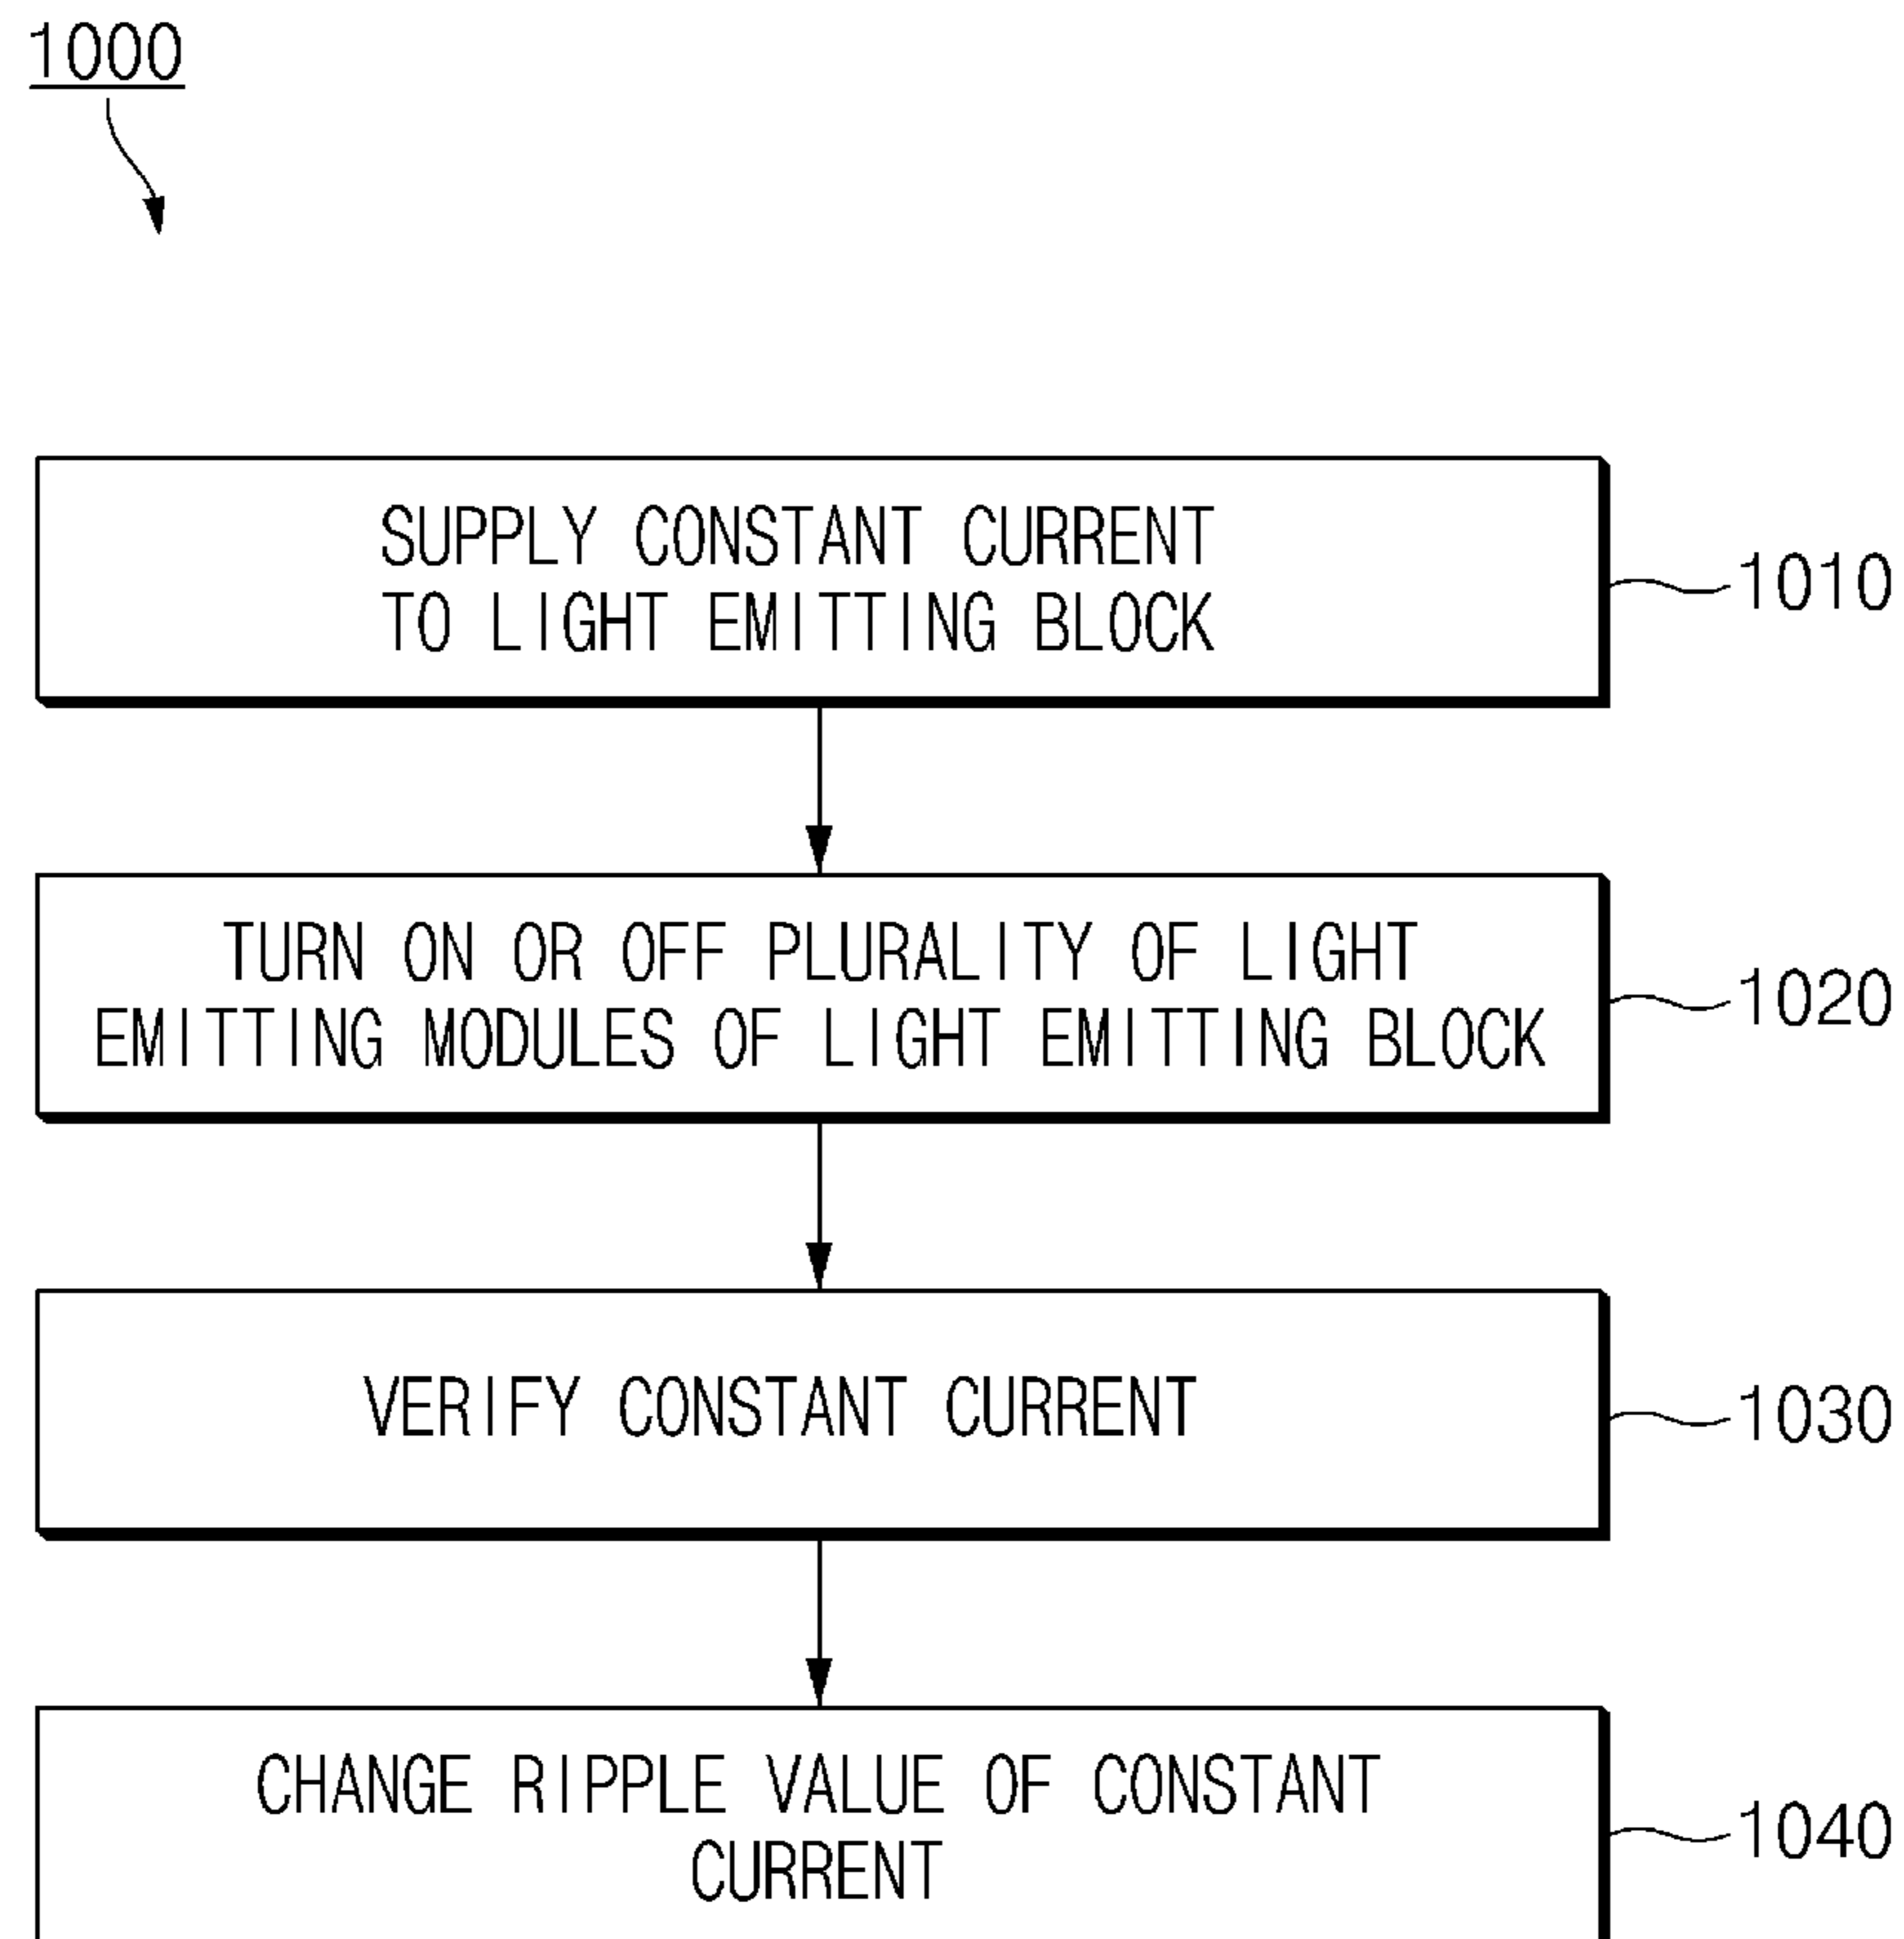 1000
SUPPLY CONSTANT CURRENT
TO LIGHT EMITTING BLOCK
1010
TURN ON OR OFF PLURALITY OF LIGHT
EMITTING MODULES OF LIGHT EMITTING BLOCK
1020
VERIFY CONSTANT CURRENT
1030
CHANGE RIPPLE VALUE OF CONSTANT
CURRENT
1040